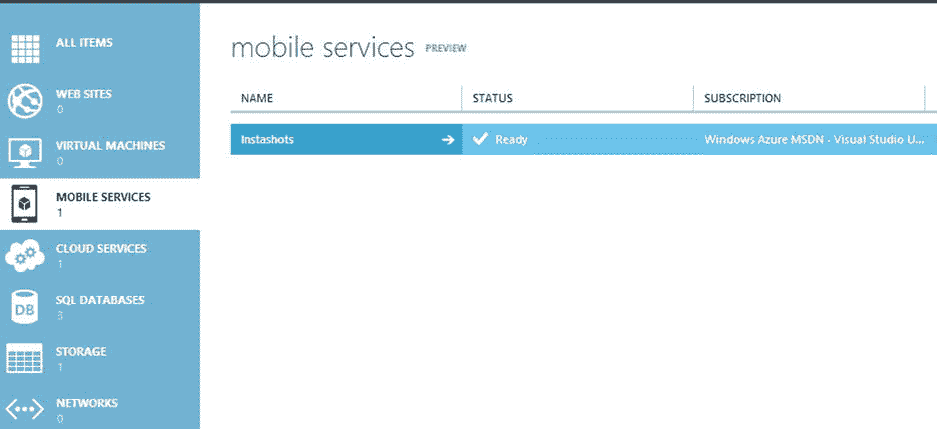 ALL ITEMS
WEB SITES
0
VIRTUAL MACHINES
0
MOBILE SERVICES
1
CLOUD SERVICES
1
SQL DATABASES
3
DB
STORAGE
1
NETWORKS
0
mobile services PREVIEW
NAME STATUS SUBSCRIPTION
Instashots Ready Windows Azure MSDN - Visual Studio U...